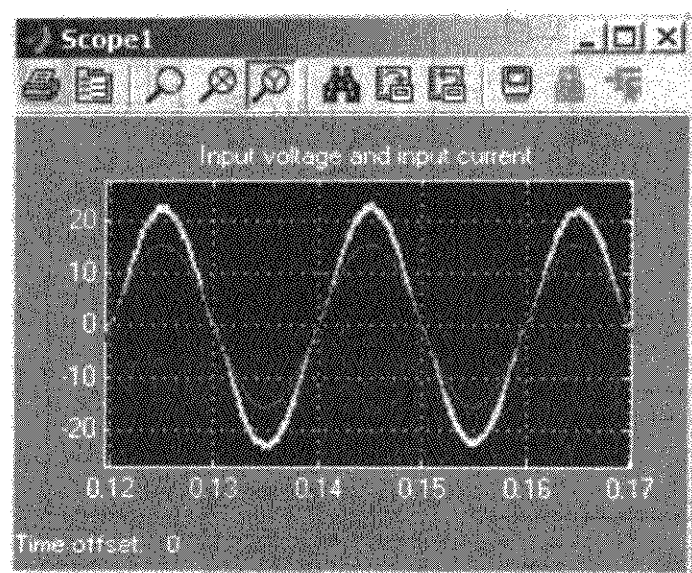 Scope1
Input voltage and input current
20
10
0
-10
-20
0.12 0.13 0.14 0.15 0.16 0.17
Time offset: 0